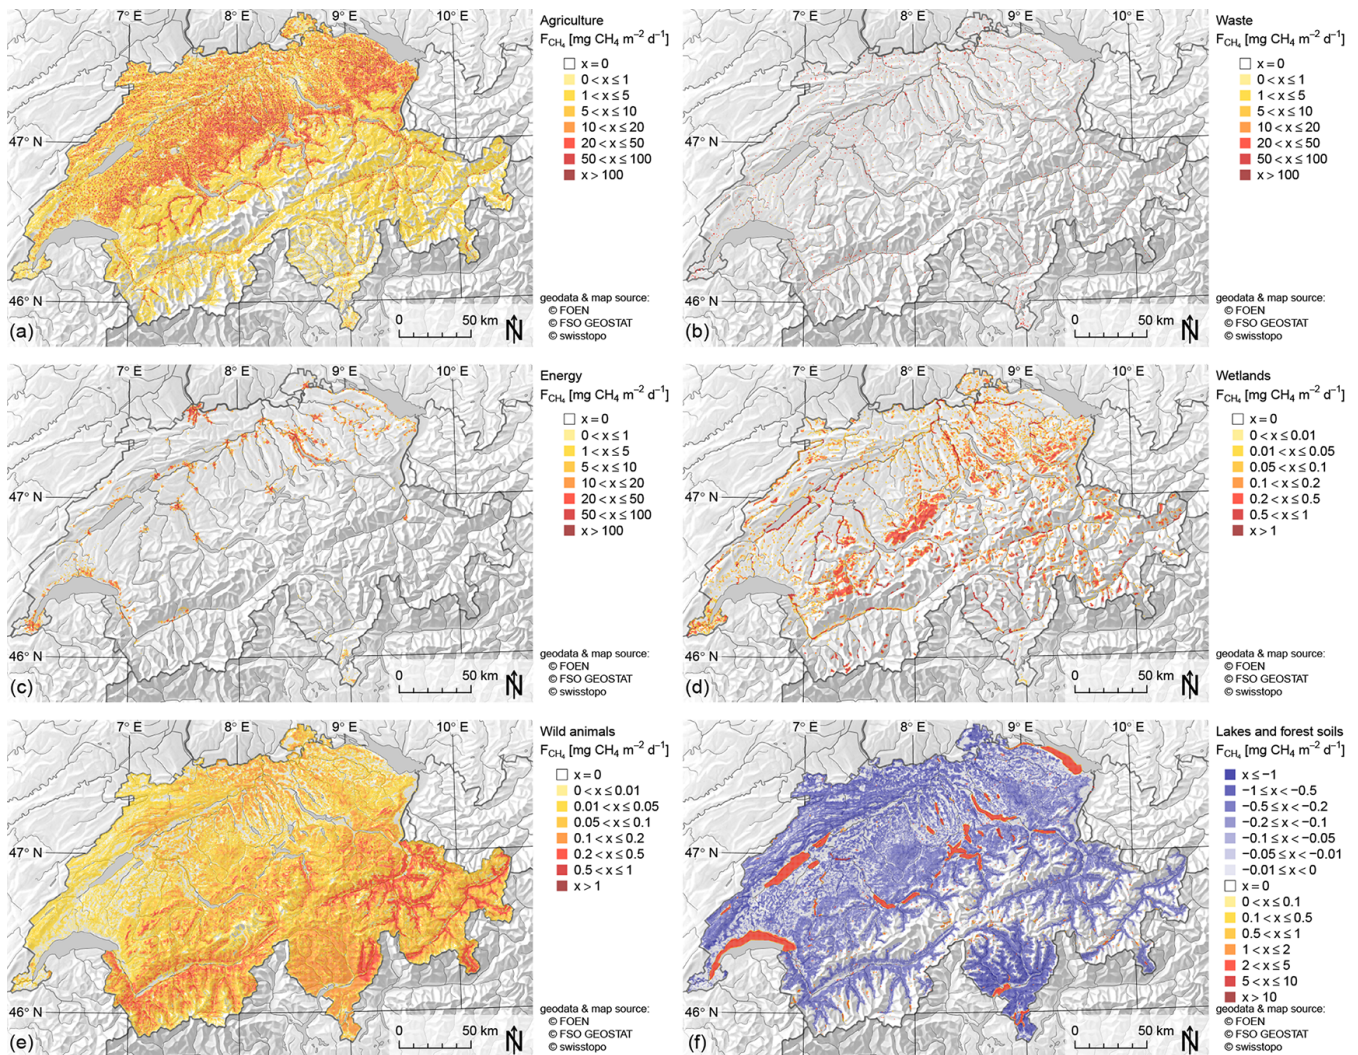 7° E
8° E
9° E
10° E
47° N
46° N
(a)
Agriculture
F_CH₄ [mg CH₄ m⁻² d⁻¹]
x = 0
0 < x ≤ 1
1 < x ≤ 5
5 < x ≤ 10
10 < x ≤ 20
20 < x ≤ 50
50 < x ≤ 100
x > 100
geodata & map source:
© FOEN
© FSO GEOSTAT
© swisstopo
0 50 km
N
7° E
8° E
9° E
10° E
47° N
46° N
(b)
Waste
F_CH₄ [mg CH₄ m⁻² d⁻¹]
x = 0
0 < x ≤ 1
1 < x ≤ 5
5 < x ≤ 10
10 < x ≤ 20
20 < x ≤ 50
50 < x ≤ 100
x > 100
geodata & map source:
© FOEN
© FSO GEOSTAT
© swisstopo
0 50 km
N
7° E
8° E
9° E
10° E
47° N
46° N
(c)
Energy
F_CH₄ [mg CH₄ m⁻² d⁻¹]
x = 0
0 < x ≤ 1
1 < x ≤ 5
5 < x ≤ 10
10 < x ≤ 20
20 < x ≤ 50
50 < x ≤ 100
x > 100
geodata & map source:
© FOEN
© FSO GEOSTAT
© swisstopo
0 50 km
N
7° E
8° E
9° E
10° E
47° N
46° N
(d)
Wetlands
F_CH₄ [mg CH₄ m⁻² d⁻¹]
x = 0
0 < x ≤ 0.01
0.01 < x ≤ 0.05
0.05 < x ≤ 0.1
0.1 < x ≤ 0.2
0.2 < x ≤ 0.5
0.5 < x ≤ 1
x > 1
geodata & map source:
© FOEN
© FSO GEOSTAT
© swisstopo
0 50 km
N
7° E
8° E
9° E
10° E
47° N
46° N
(e)
Wild animals
F_CH₄ [mg CH₄ m⁻² d⁻¹]
x = 0
0 < x ≤ 0.01
0.01 < x ≤ 0.05
0.05 < x ≤ 0.1
0.1 < x ≤ 0.2
0.2 < x ≤ 0.5
0.5 < x ≤ 1
x > 1
geodata & map source:
© FOEN
© FSO GEOSTAT
© swisstopo
0 50 km
N
7° E
8° E
9° E
10° E
47° N
46° N
(f)
Lakes and forest soils
F_CH₄ [mg CH₄ m⁻² d⁻¹]
x ≤ −1
−1 ≤ x < −0.5
−0.5 ≤ x < −0.2
−0.2 ≤ x < −0.1
−0.1 ≤ x < −0.05
−0.05 ≤ x < −0.01
−0.01 ≤ x < 0
x = 0
0 < x ≤ 0.1
0.1 < x ≤ 0.5
0.5 < x ≤ 1
1 < x ≤ 2
2 < x ≤ 5
5 < x ≤ 10
x > 10
geodata & map source:
© FOEN
© FSO GEOSTAT
© swisstopo
0 50 km
N